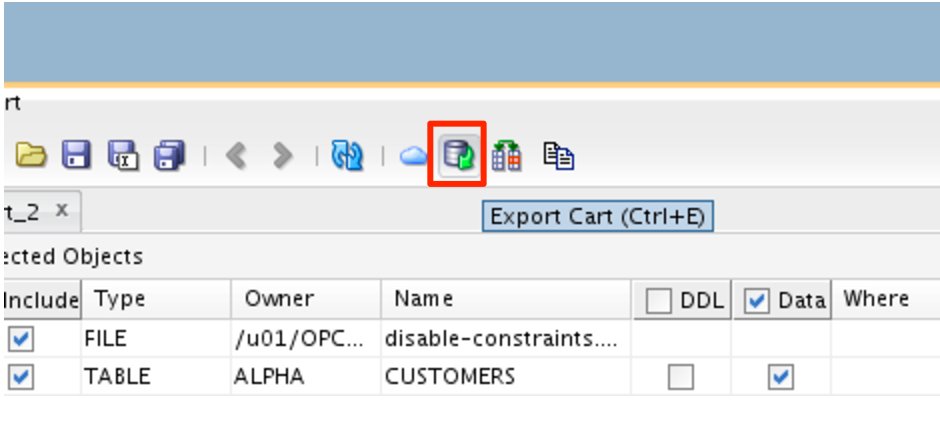 rt
t_2 x
Export Cart (Ctrl+E)
ected Objects
Include Type Owner Name DDL Data Where
FILE /u01/OPC... disable-constraints....
TABLE ALPHA CUSTOMERS